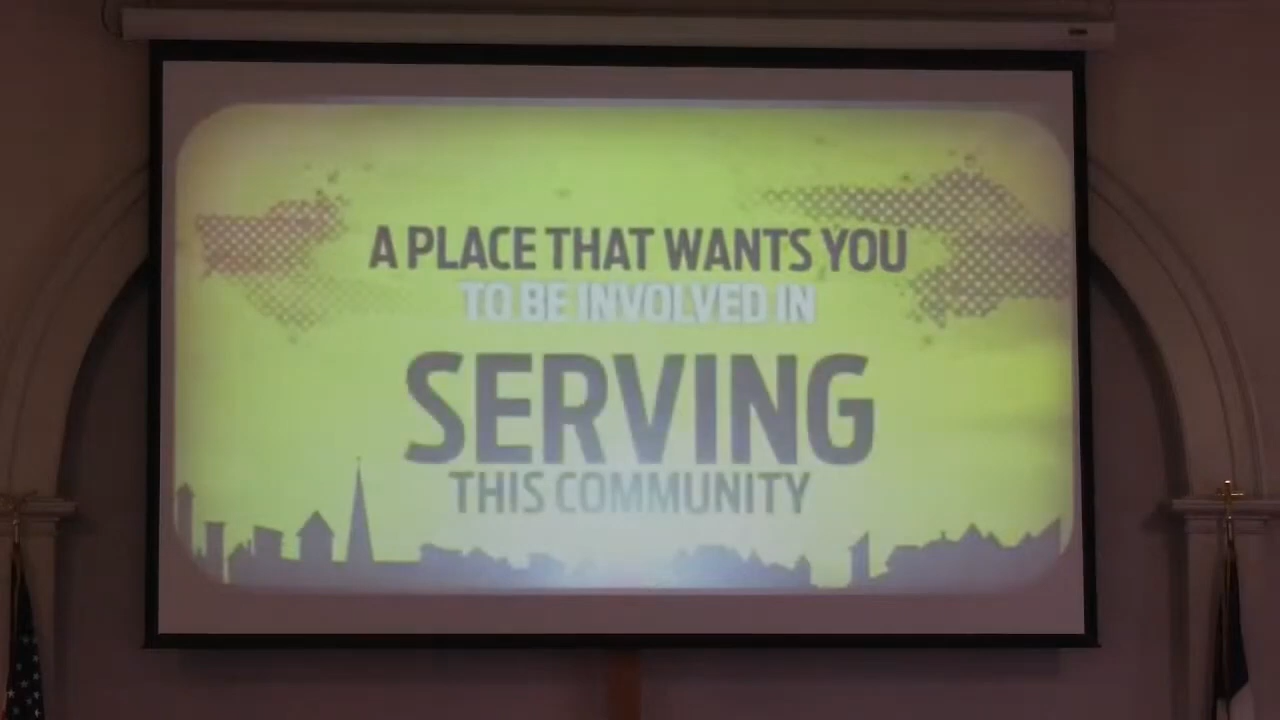 A PLACE THAT WANTS YOU
TO BE INVOLVED IN
SERVING
THIS COMMUNITY